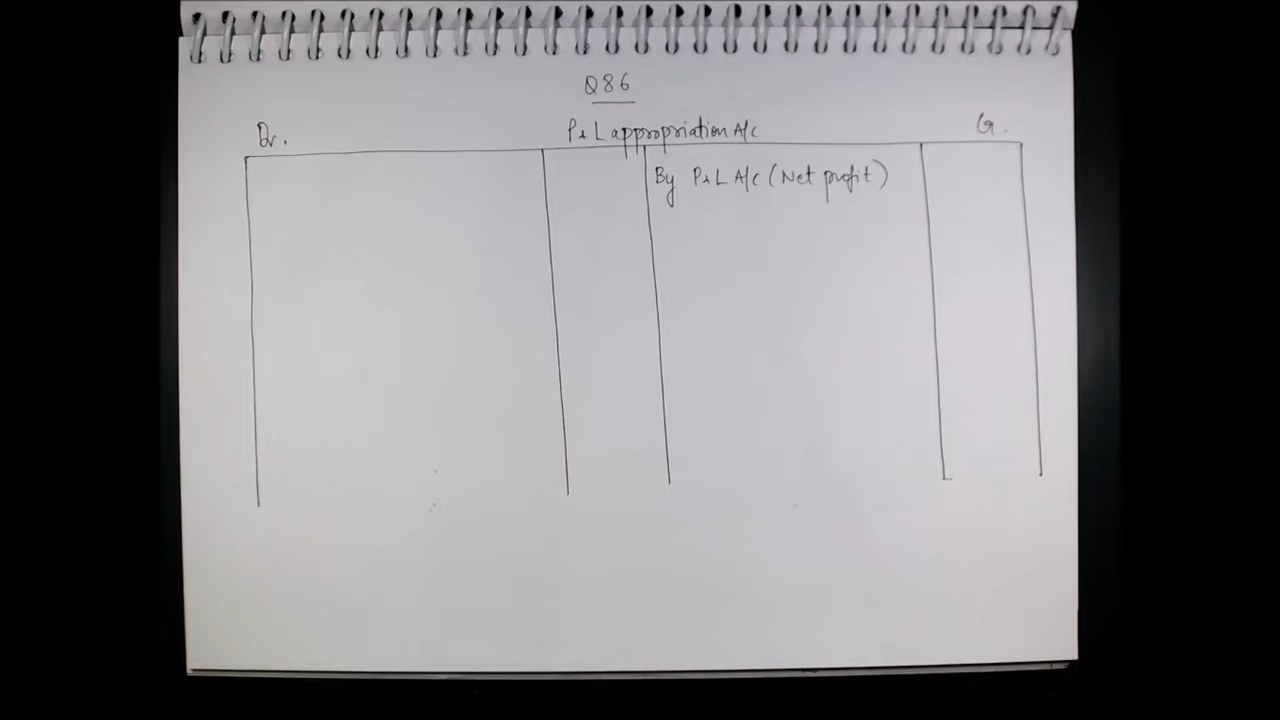 Q86
Dr. P & L appropriation A/c Cr.
By P & L A/c (Net profit)